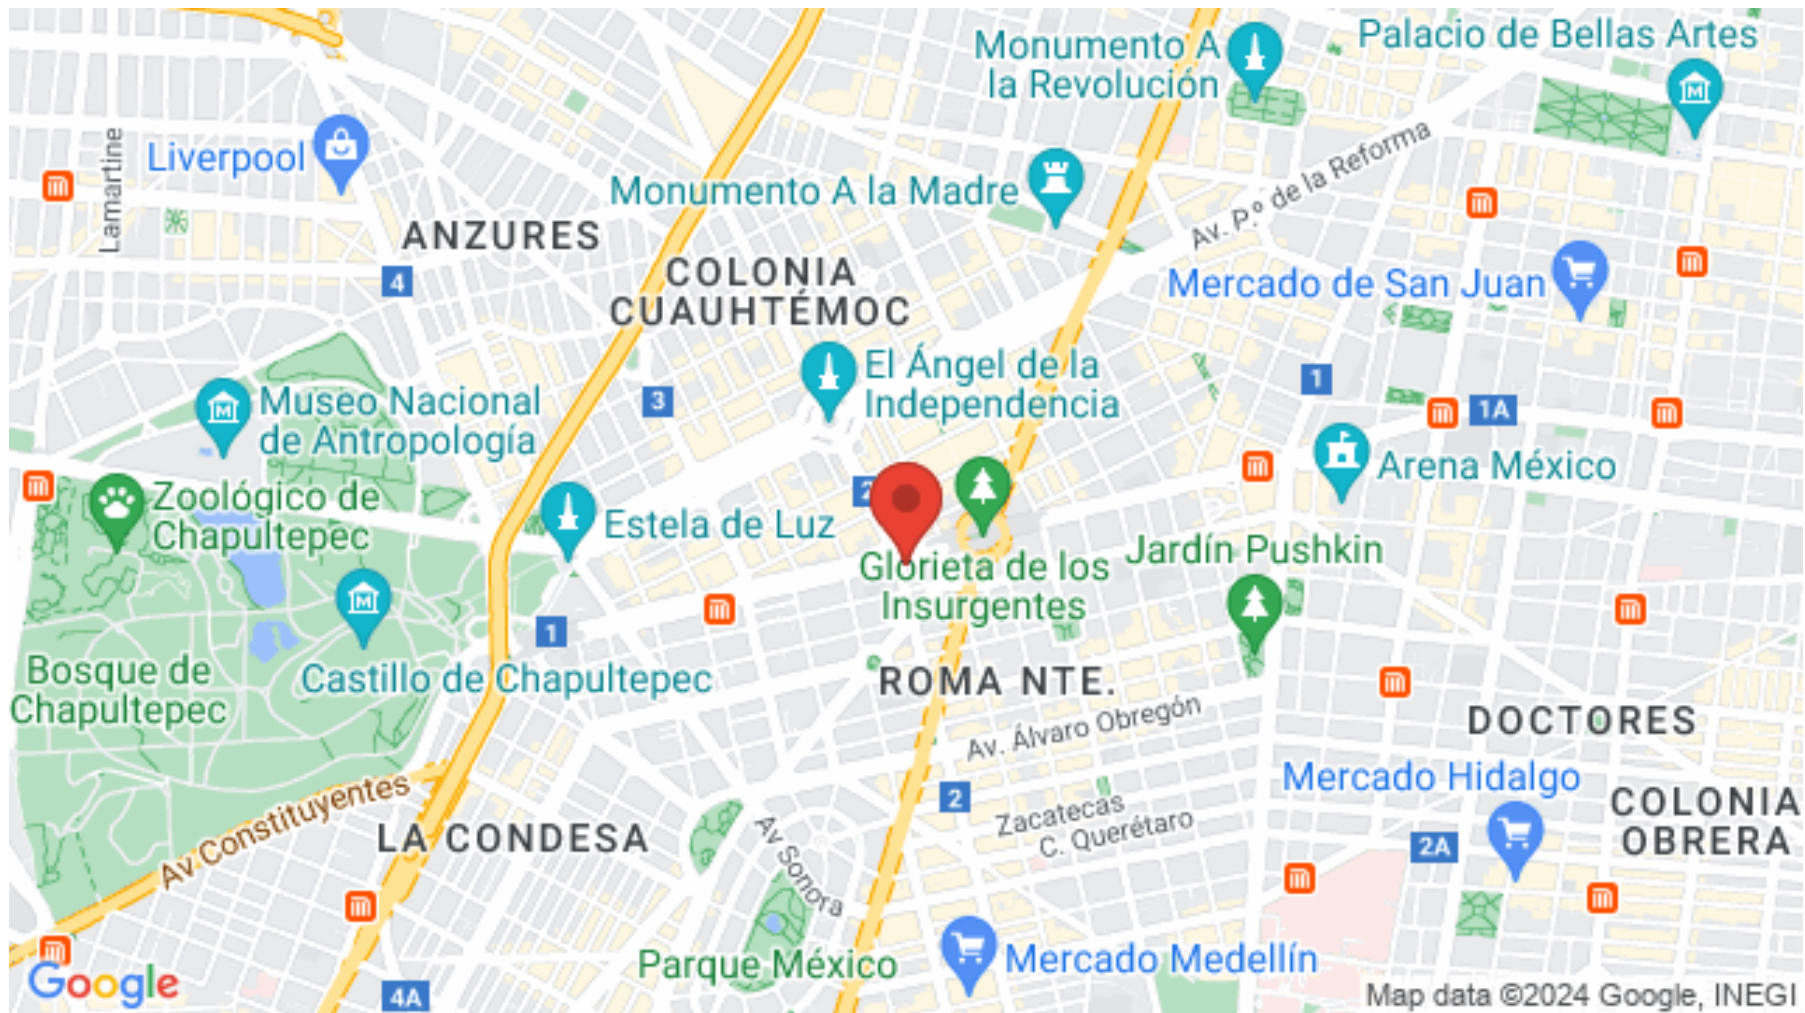 Monumento A
la Revolución
Palacio de Bellas Artes
Liverpool
Lamartine
Monumento A la Madre
Av. P.º de la Reforma
ANZURES
COLONIA
CUAUHTÉMOC
4
Mercado de San Juan
El Ángel de la
Independencia
3
1
1A
Museo Nacional
de Antropología
Arena México
Zoológico de
Chapultepec
Estela de Luz
2
Glorieta de los
Insurgentes
Jardín Pushkin
1
Bosque de
Chapultepec
Castillo de Chapultepec
ROMA NTE.
Av. Álvaro Obregón
DOCTORES
Av Constituyentes
LA CONDESA
Av Sonora
2
Zacatecas
C. Querétaro
Mercado Hidalgo
2A
COLONIA
OBRERA
Parque México
Mercado Medellín
4A
Google
Map data ©2024 Google, INEGI